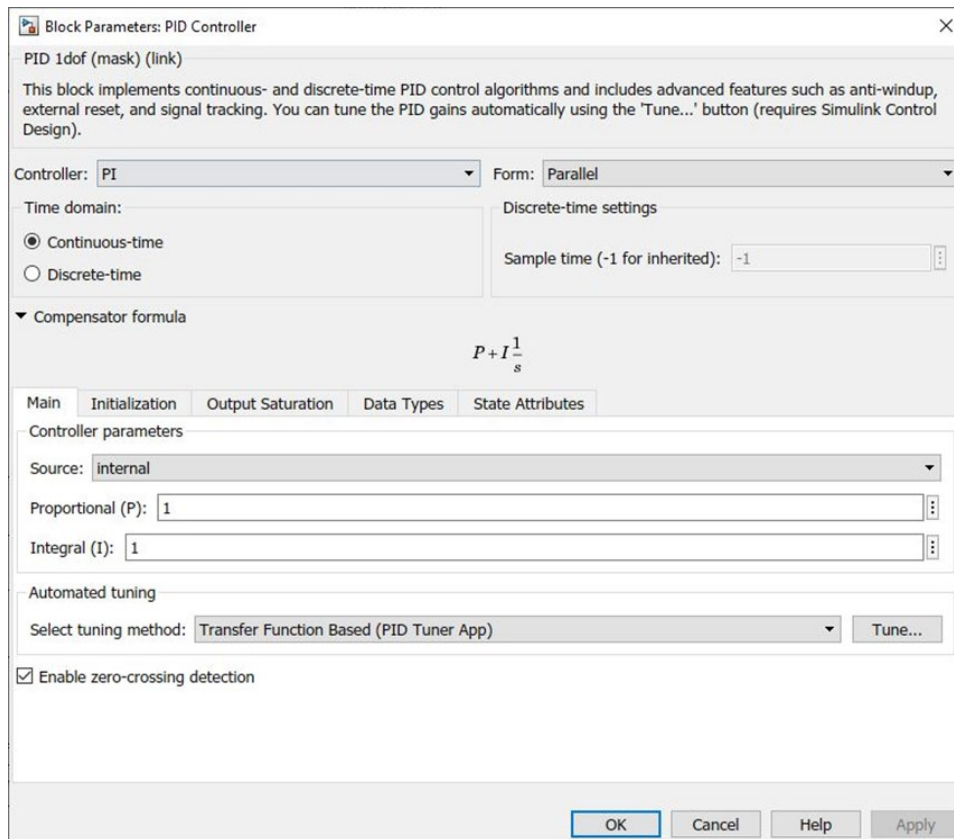 Block Parameters: PID Controller
PID 1dof (mask) (link)
This block implements continuous- and discrete-time PID control algorithms and includes advanced features such as anti-windup,
external reset, and signal tracking. You can tune the PID gains automatically using the 'Tune...' button (requires Simulink Control
Design).
Controller: PI Form: Parallel
Time domain: Discrete-time settings
Continuous-time
Sample time (-1 for inherited): -1
Discrete-time
Compensator formula
P + I 1/s
Main Initialization Output Saturation Data Types State Attributes
Controller parameters
Source: internal
Proportional (P): 1
Integral (I): 1
Automated tuning
Select tuning method: Transfer Function Based (PID Tuner App) Tune...
Enable zero-crossing detection
OK Cancel Help Apply